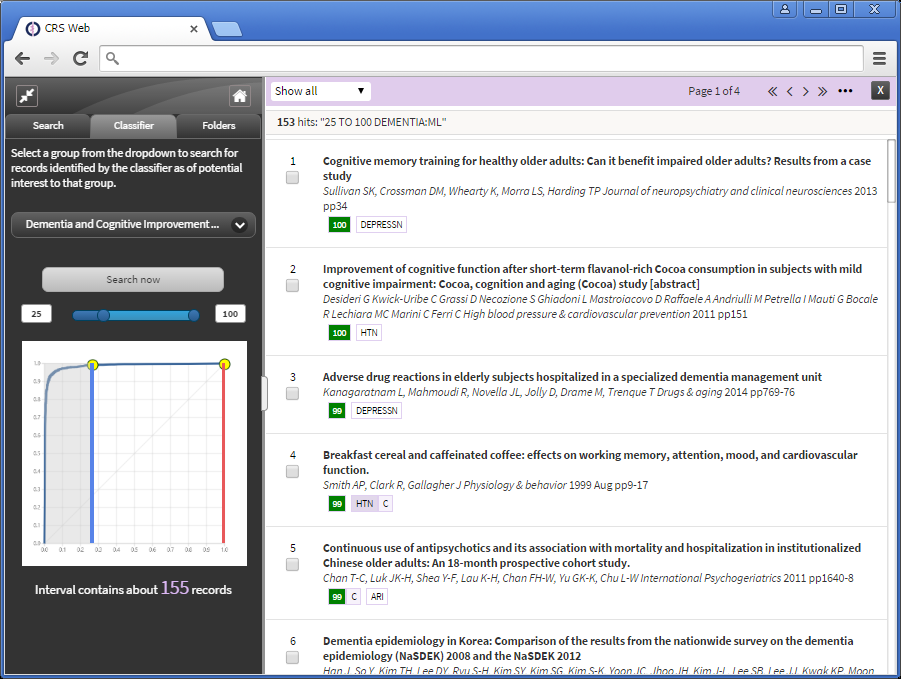 CRS Web
Search
Classifier
Folders
Select a group from the dropdown to search for
records identified by the classifier as of potential
interest to that group.
Dementia and Cognitive Improvement...
Search now
25
100
1.0
0.9
0.8
0.7
0.6
0.5
0.4
0.3
0.2
0.1
0.0
0.0 0.1 0.2 0.3 0.4 0.5 0.6 0.7 0.8 0.9 1.0
Interval contains about 155 records
Show all
Page 1 of 4
X
153 hits: "25 TO 100 DEMENTIA:ML"
1
Cognitive memory training for healthy older adults: Can it benefit impaired older adults? Results from a case
study
Sullivan SK, Crossman DM, Whearty K, Morra LS, Harding TP Journal of neuropsychiatry and clinical neurosciences 2013
pp34
100 DEPRESSN
2
Improvement of cognitive function after short-term flavanol-rich Cocoa consumption in subjects with mild
cognitive impairment: Cocoa, cognition and aging (Cocoa) study [abstract]
Desideri G Kwick-Uribe C Grassi D Necozione S Ghiadoni L Mastroiacovo D Raffaele A Andriulli M Petrella I Mauti G Bocale
R Lechiara MC Marini C Ferri C High blood pressure & cardiovascular prevention 2011 pp151
100 HTN
3
Adverse drug reactions in elderly subjects hospitalized in a specialized dementia management unit
Kanagaratnam L, Mahmoudi R, Novella JL, Jolly D, Drame M, Trenque T Drugs & aging 2014 pp769-76
99 DEPRESSN
4
Breakfast cereal and caffeinated coffee: effects on working memory, attention, mood, and cardiovascular
function.
Smith AP, Clark R, Gallagher J Physiology & behavior 1999 Aug pp9-17
99 HTN C
5
Continuous use of antipsychotics and its association with mortality and hospitalization in institutionalized
Chinese older adults: An 18-month prospective cohort study.
Chan T-C, Luk JK-H, Shea Y-F, Lau K-H, Chan FH-W, Yu GK-K, Chu L-W International Psychogeriatrics 2011 pp1640-8
99 C ARI
6
Dementia epidemiology in Korea: Comparison of the results from the nationwide survey on the dementia
epidemiology (NaSDEK) 2008 and the NaSDEK 2012
Han J, So Y, Kim TH, Lee DY, Ryu S-H, Kim SY, Kim SG, Kim S-K, Yoon JC, Jhoo JH, Kim J-L, Lee SB, Lee JJ, Kwak KP, Moon